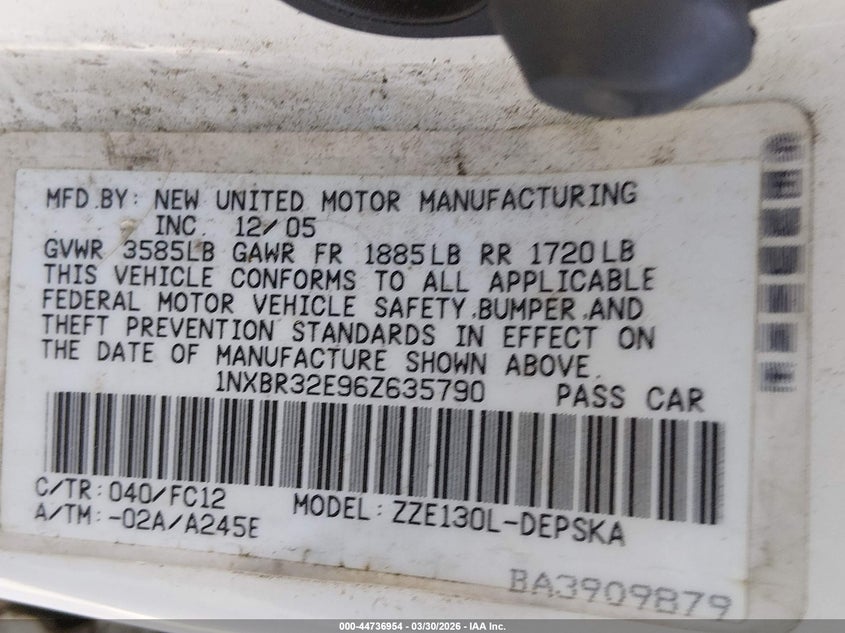 MFD.BY: NEW UNITED MOTOR MANUFACTURING
INC. 12/05
GVWR 3585LB GAWR FR 1885LB RR 1720LB
THIS VEHICLE CONFORMS TO ALL APPLICABLE
FEDERAL MOTOR VEHICLE SAFETY,BUMPER,AND
THEFT PREVENTION STANDARDS IN EFFECT ON
THE DATE OF MANUFACTURE SHOWN ABOVE.
1NXBR32E96Z635790 PASS CAR
C/TR: 040/FC12 MODEL: ZZE130L-DEPSKA
A/TM: -02A/A245E
BA3909879
000-44736954 — 03/30/2026 — IAA Inc.